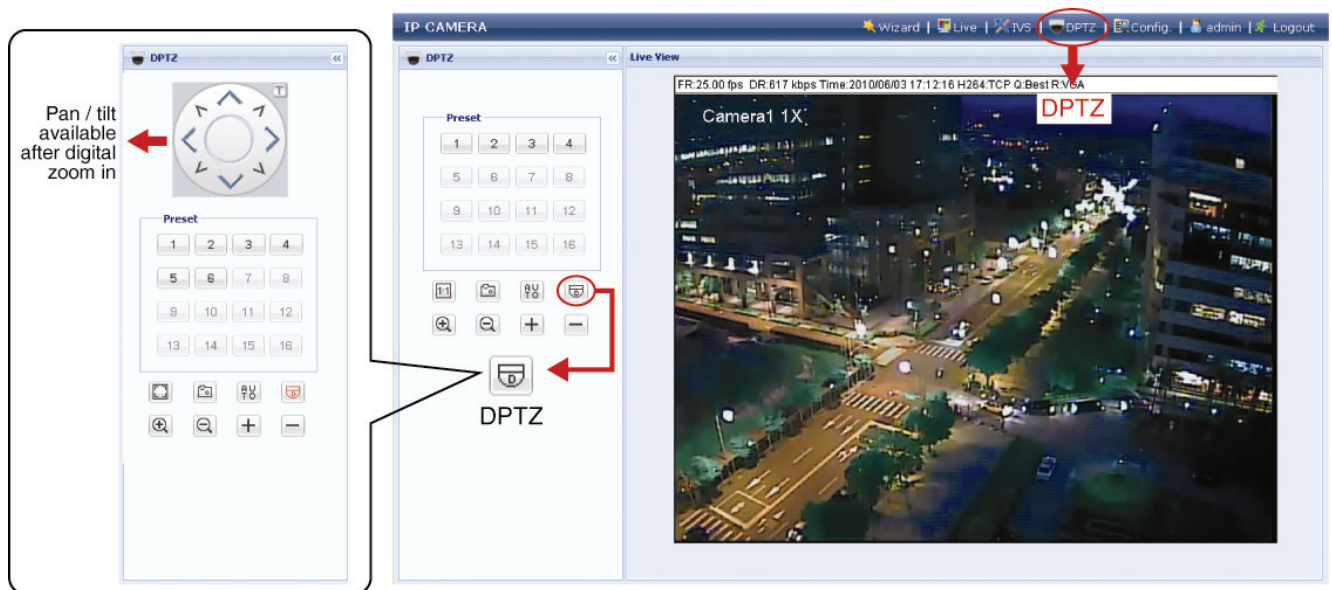 IP CAMERA
Wizard | Live | IVS | DPTZ | Config. | admin | Logout
DPTZ
Pan / tilt
available
after digital
zoom in
T
Preset
1 2 3 4
5 6 7 8
9 10 11 12
13 14 15 16
AUTO
D
DPTZ
Preset
1 2 3 4
5 6 7 8
9 10 11 12
13 14 15 16
1:1
AUTO
D
D
DPTZ
Live View
FR:25.00 fps DR:617 kbps Time:2010/06/03 17:12:16 H264:TCP Q:Best R:VGA
DPTZ
Camera1 1X